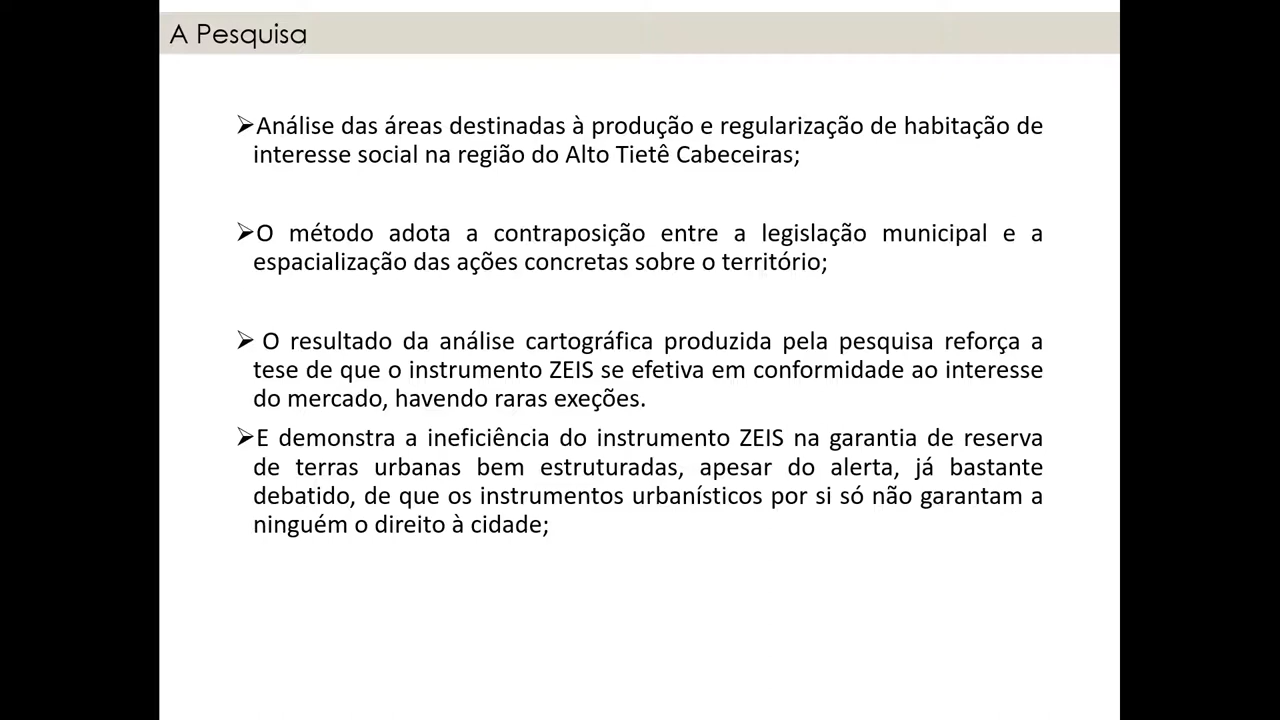 A Pesquisa
➢Análise das áreas destinadas à produção e regularização de habitação de
interesse social na região do Alto Tietê Cabeceiras;
➢O método adota a contraposição entre a legislação municipal e a
espacialização das ações concretas sobre o território;
➢ O resultado da análise cartográfica produzida pela pesquisa reforça a
tese de que o instrumento ZEIS se efetiva em conformidade ao interesse
do mercado, havendo raras exeções.
➢E demonstra a ineficiência do instrumento ZEIS na garantia de reserva
de terras urbanas bem estruturadas, apesar do alerta, já bastante
debatido, de que os instrumentos urbanísticos por si só não garantam a
ninguém o direito à cidade;